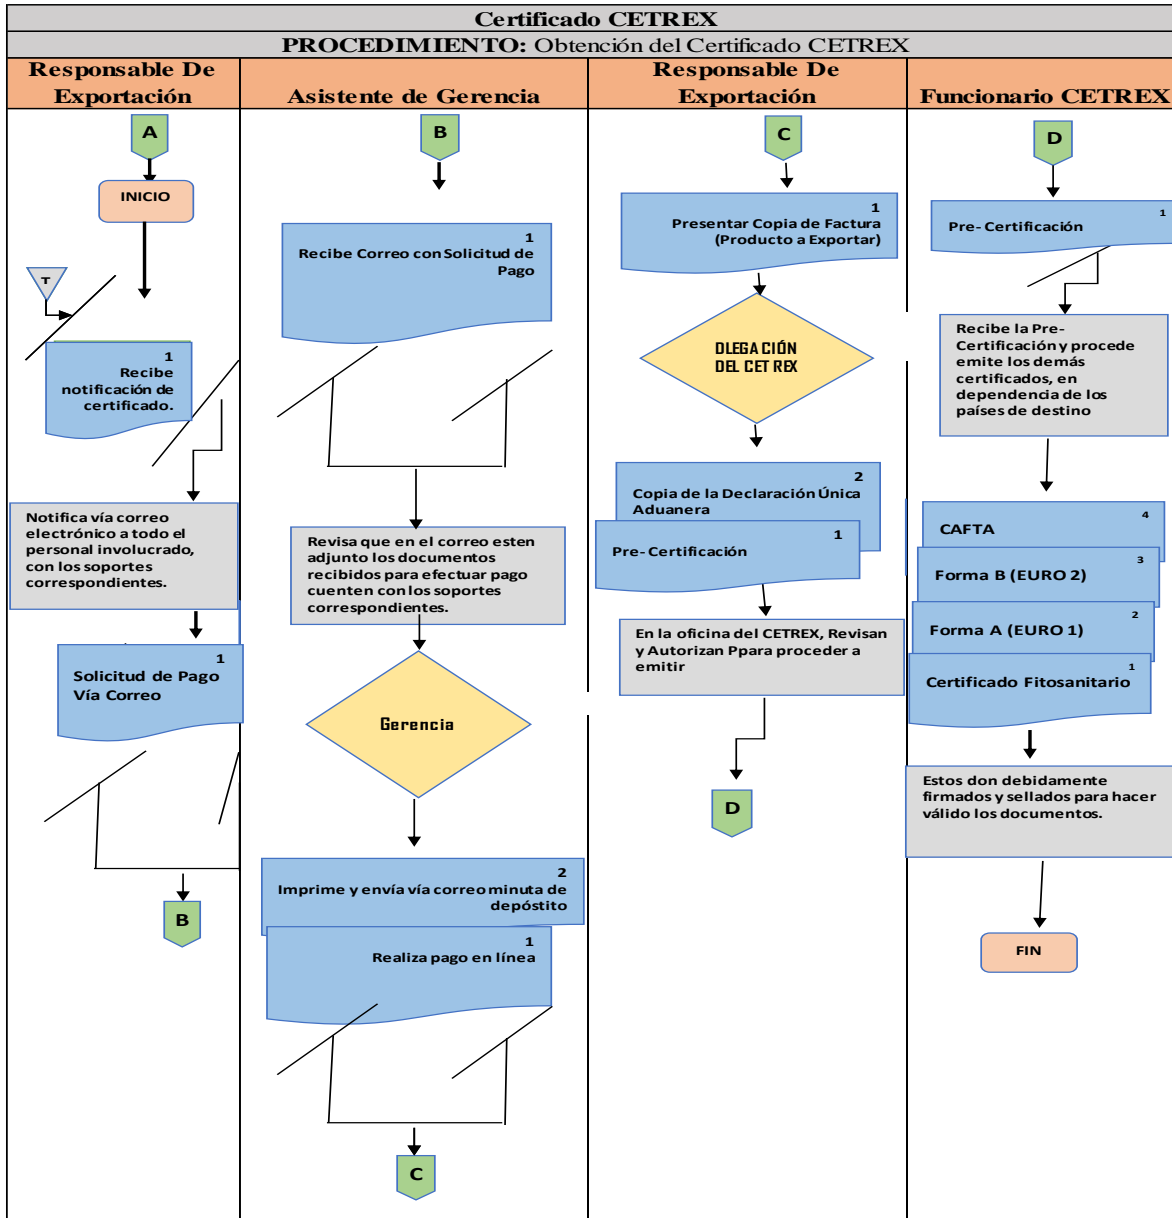 Certificado CETREX
PROCEDIMIENTO: Obtención del Certificado CETREX
Responsable De
Exportación
A
INICIO
T
1
Recibe
notificación de
certificado.
Notifica vía correo
electrónico a todo el
personal involucrado,
con los soportes
correspondientes.
1
Solicitud de Pago
Vía Correo
B
Asistente de Gerencia
B
1
Recibe Correo con Solicitud de
Pago
Revisa que en el correo esten
adjunto los documentos
recibidos para efectuar pago
cuenten con los soportes
correspondientes.
Gerencia
2
Imprime y envía vía correo minuta de
depóstito
1
Realiza pago en línea
C
Responsable De
Exportación
C
1
Presentar Copia de Factura
(Producto a Exportar)
DLEGACIÓN
DEL CETREX
2
Copia de la Declaración Única
Aduanera
1
Pre- Certificación
En la oficina del CETREX, Revisan
y Autorizan Ppara proceder a
emitir
D
Funcionario CETREX
D
1
Pre- Certificación
Recibe la Pre-
Certificación y procede
emite los demás
certificados, en
dependencia de los
países de destino
4
CAFTA
3
Forma B (EURO 2)
2
Forma A (EURO 1)
1
Certificado Fitosanitario
Estos don debidamente
firmados y sellados para hacer
válido los documentos.
FIN